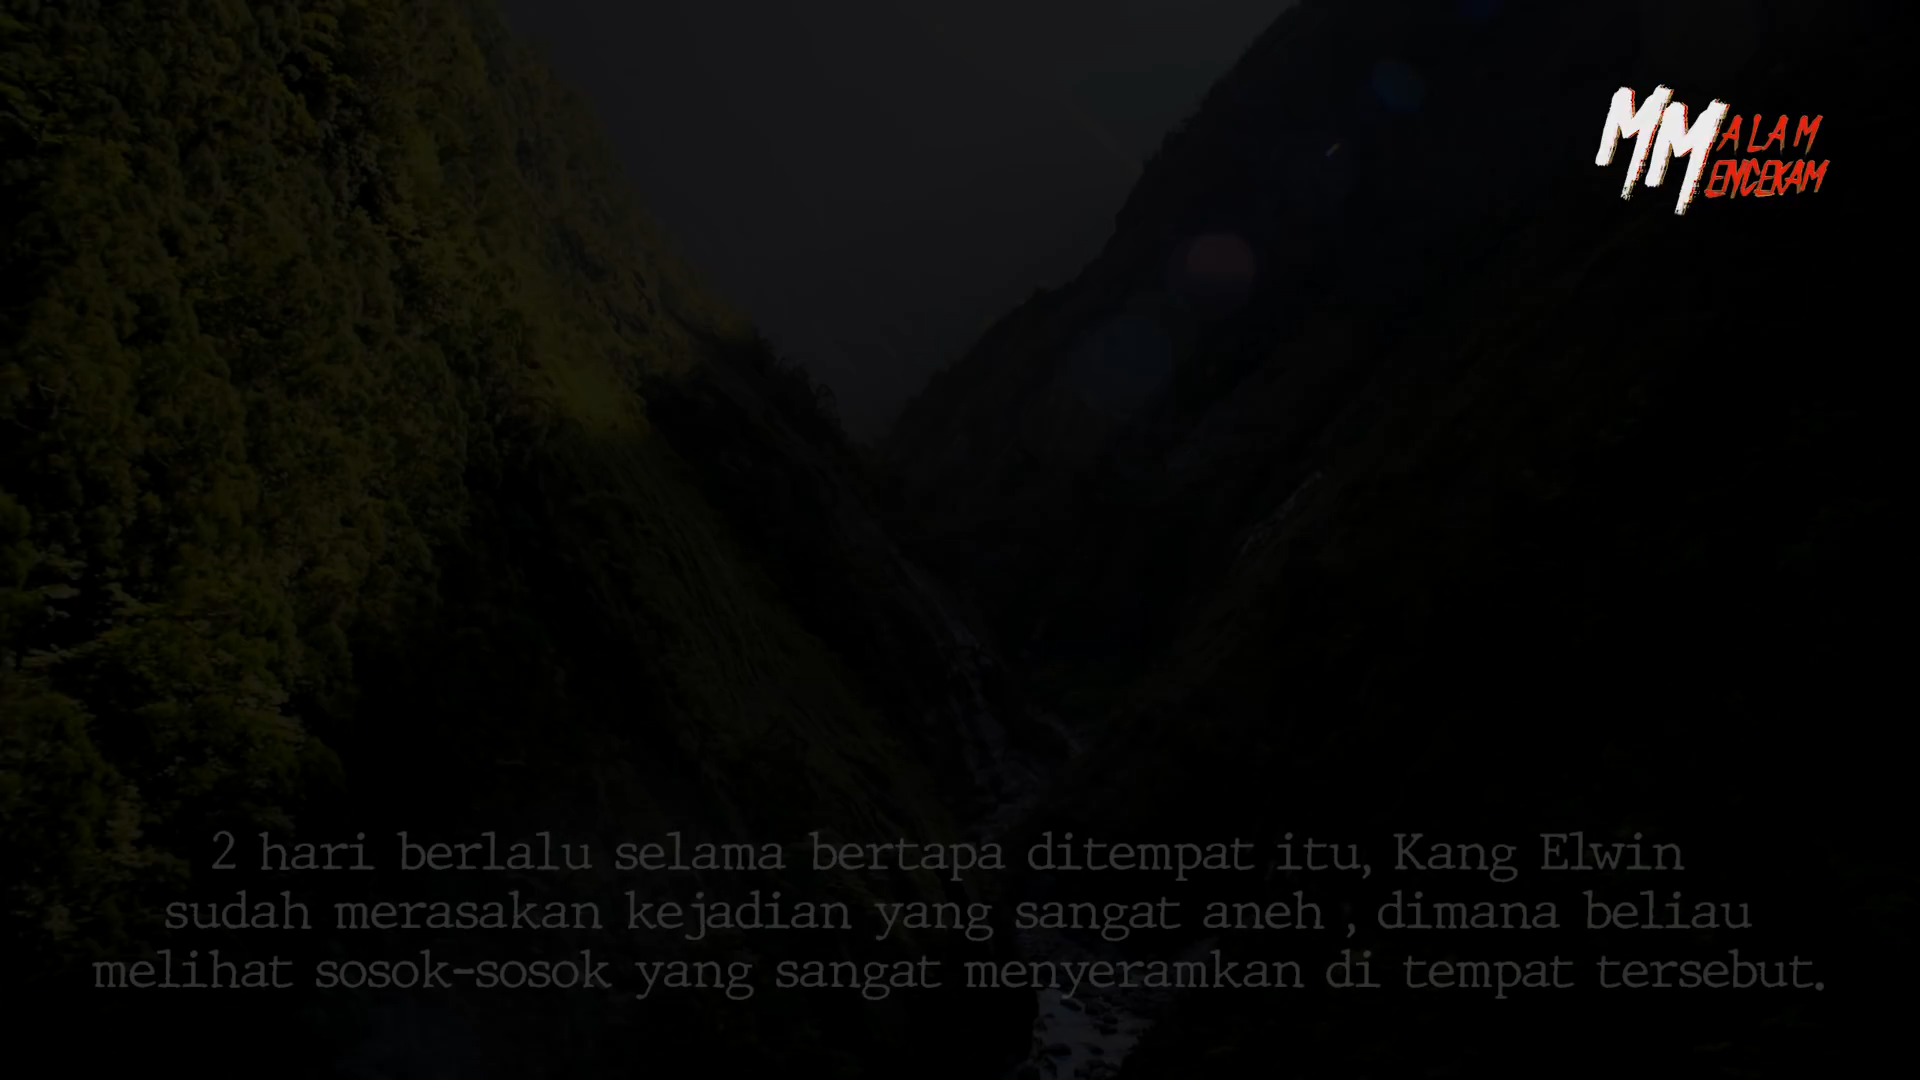 MALAM
MENCEKAM
2 hari berlalu selama bertapa ditempat itu, Kang Elwin
sudah merasakan kejadian yang sangat aneh , dimana beliau
melihat sosok-sosok yang sangat menyeramkan di tempat tersebut.